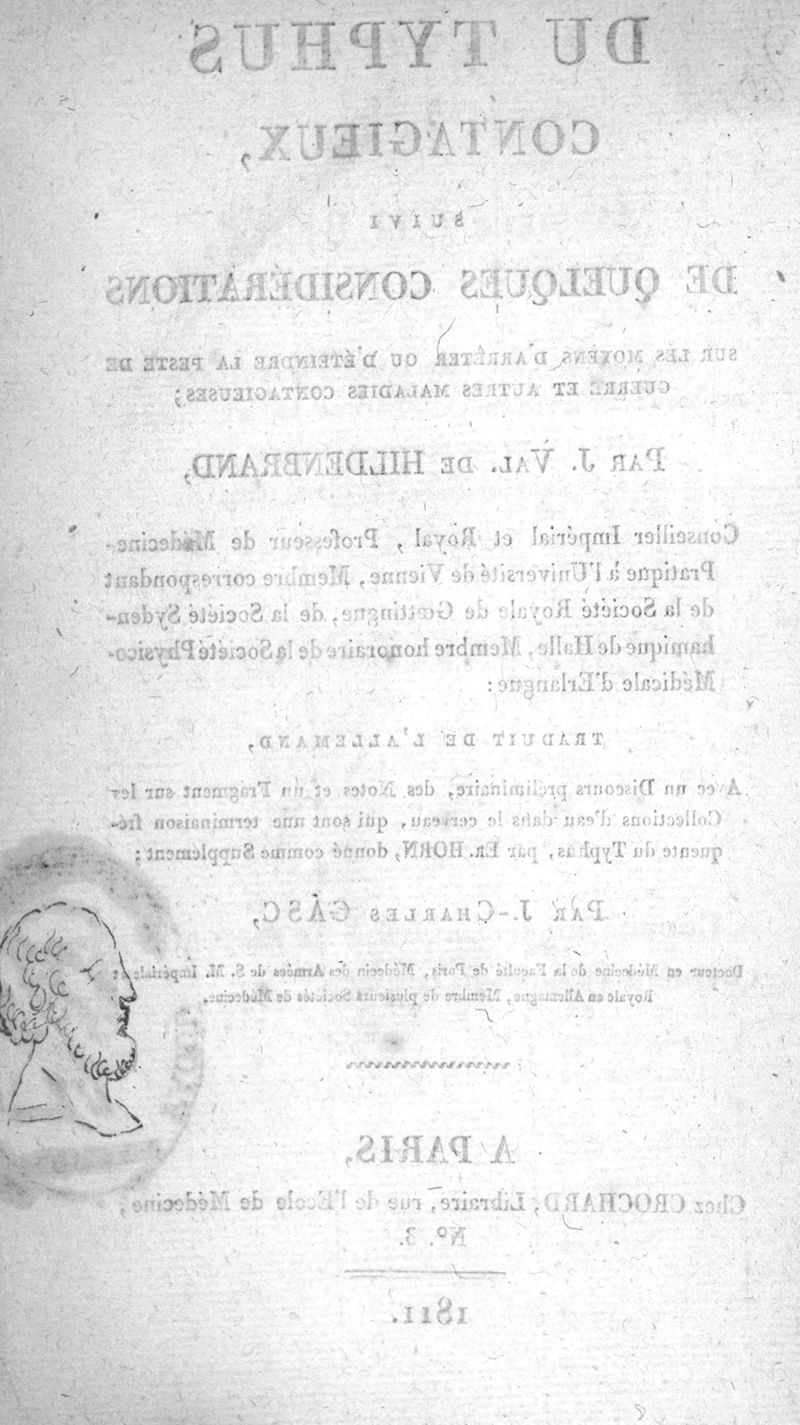 DU TYPHUS
CONTAGIEUX,
SUIVI
DE QUELQUES CONSIDÉRATIONS
SUR LES MOYENS D'ARRÊTER OU D'ÉTEINDRE LA PESTE DE
GUERRE ET AUTRES MALADIES CONTAGIEUSES;
PAR J. VAL. DE HILDENBRAND,
Conseiller Impérial et Royal, Professeur de Médecine-
Pratique à l'Université de Vienne, Membre correspondant
de la Société Royale de Gœttingue, de la Société Syden-
hamique de Halle, Membre honoraire de la Société Physico-
Médicale d'Erlangue:
TRADUIT DE L'ALLEMAND,
Avec un Discours préliminaire, des Notes et un Fragment sur les
Collections d'eau dans le cerveau, qui sont une terminaison fré-
quente du Typhus, par ER. HORN, donné comme Supplément;
PAR J.-CHARLES GASC,
Docteur en Médecine de la Faculté de Paris, Médecin des Armées de S. M. Impériale et
Royale en Allemagne, Membre de plusieurs Sociétés de Médecine.
A PARIS,
Chez CROCHARD, Libraire, rue de l'Ecole de Médecine,
N°. 3.
1811.